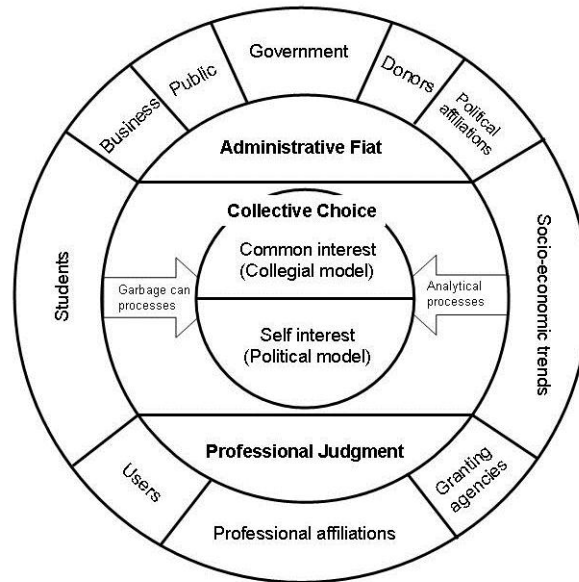 Government
Public
Donors
Business
Political
affiliations
Administrative Fiat
Collective Choice
Common interest
(Collegial model)
Garbage can
processes
Analytical
processes
Students
Socio-economic trends
Self interest
(Political model)
Professional Judgment
Users
Granting
agencies
Professional affiliations